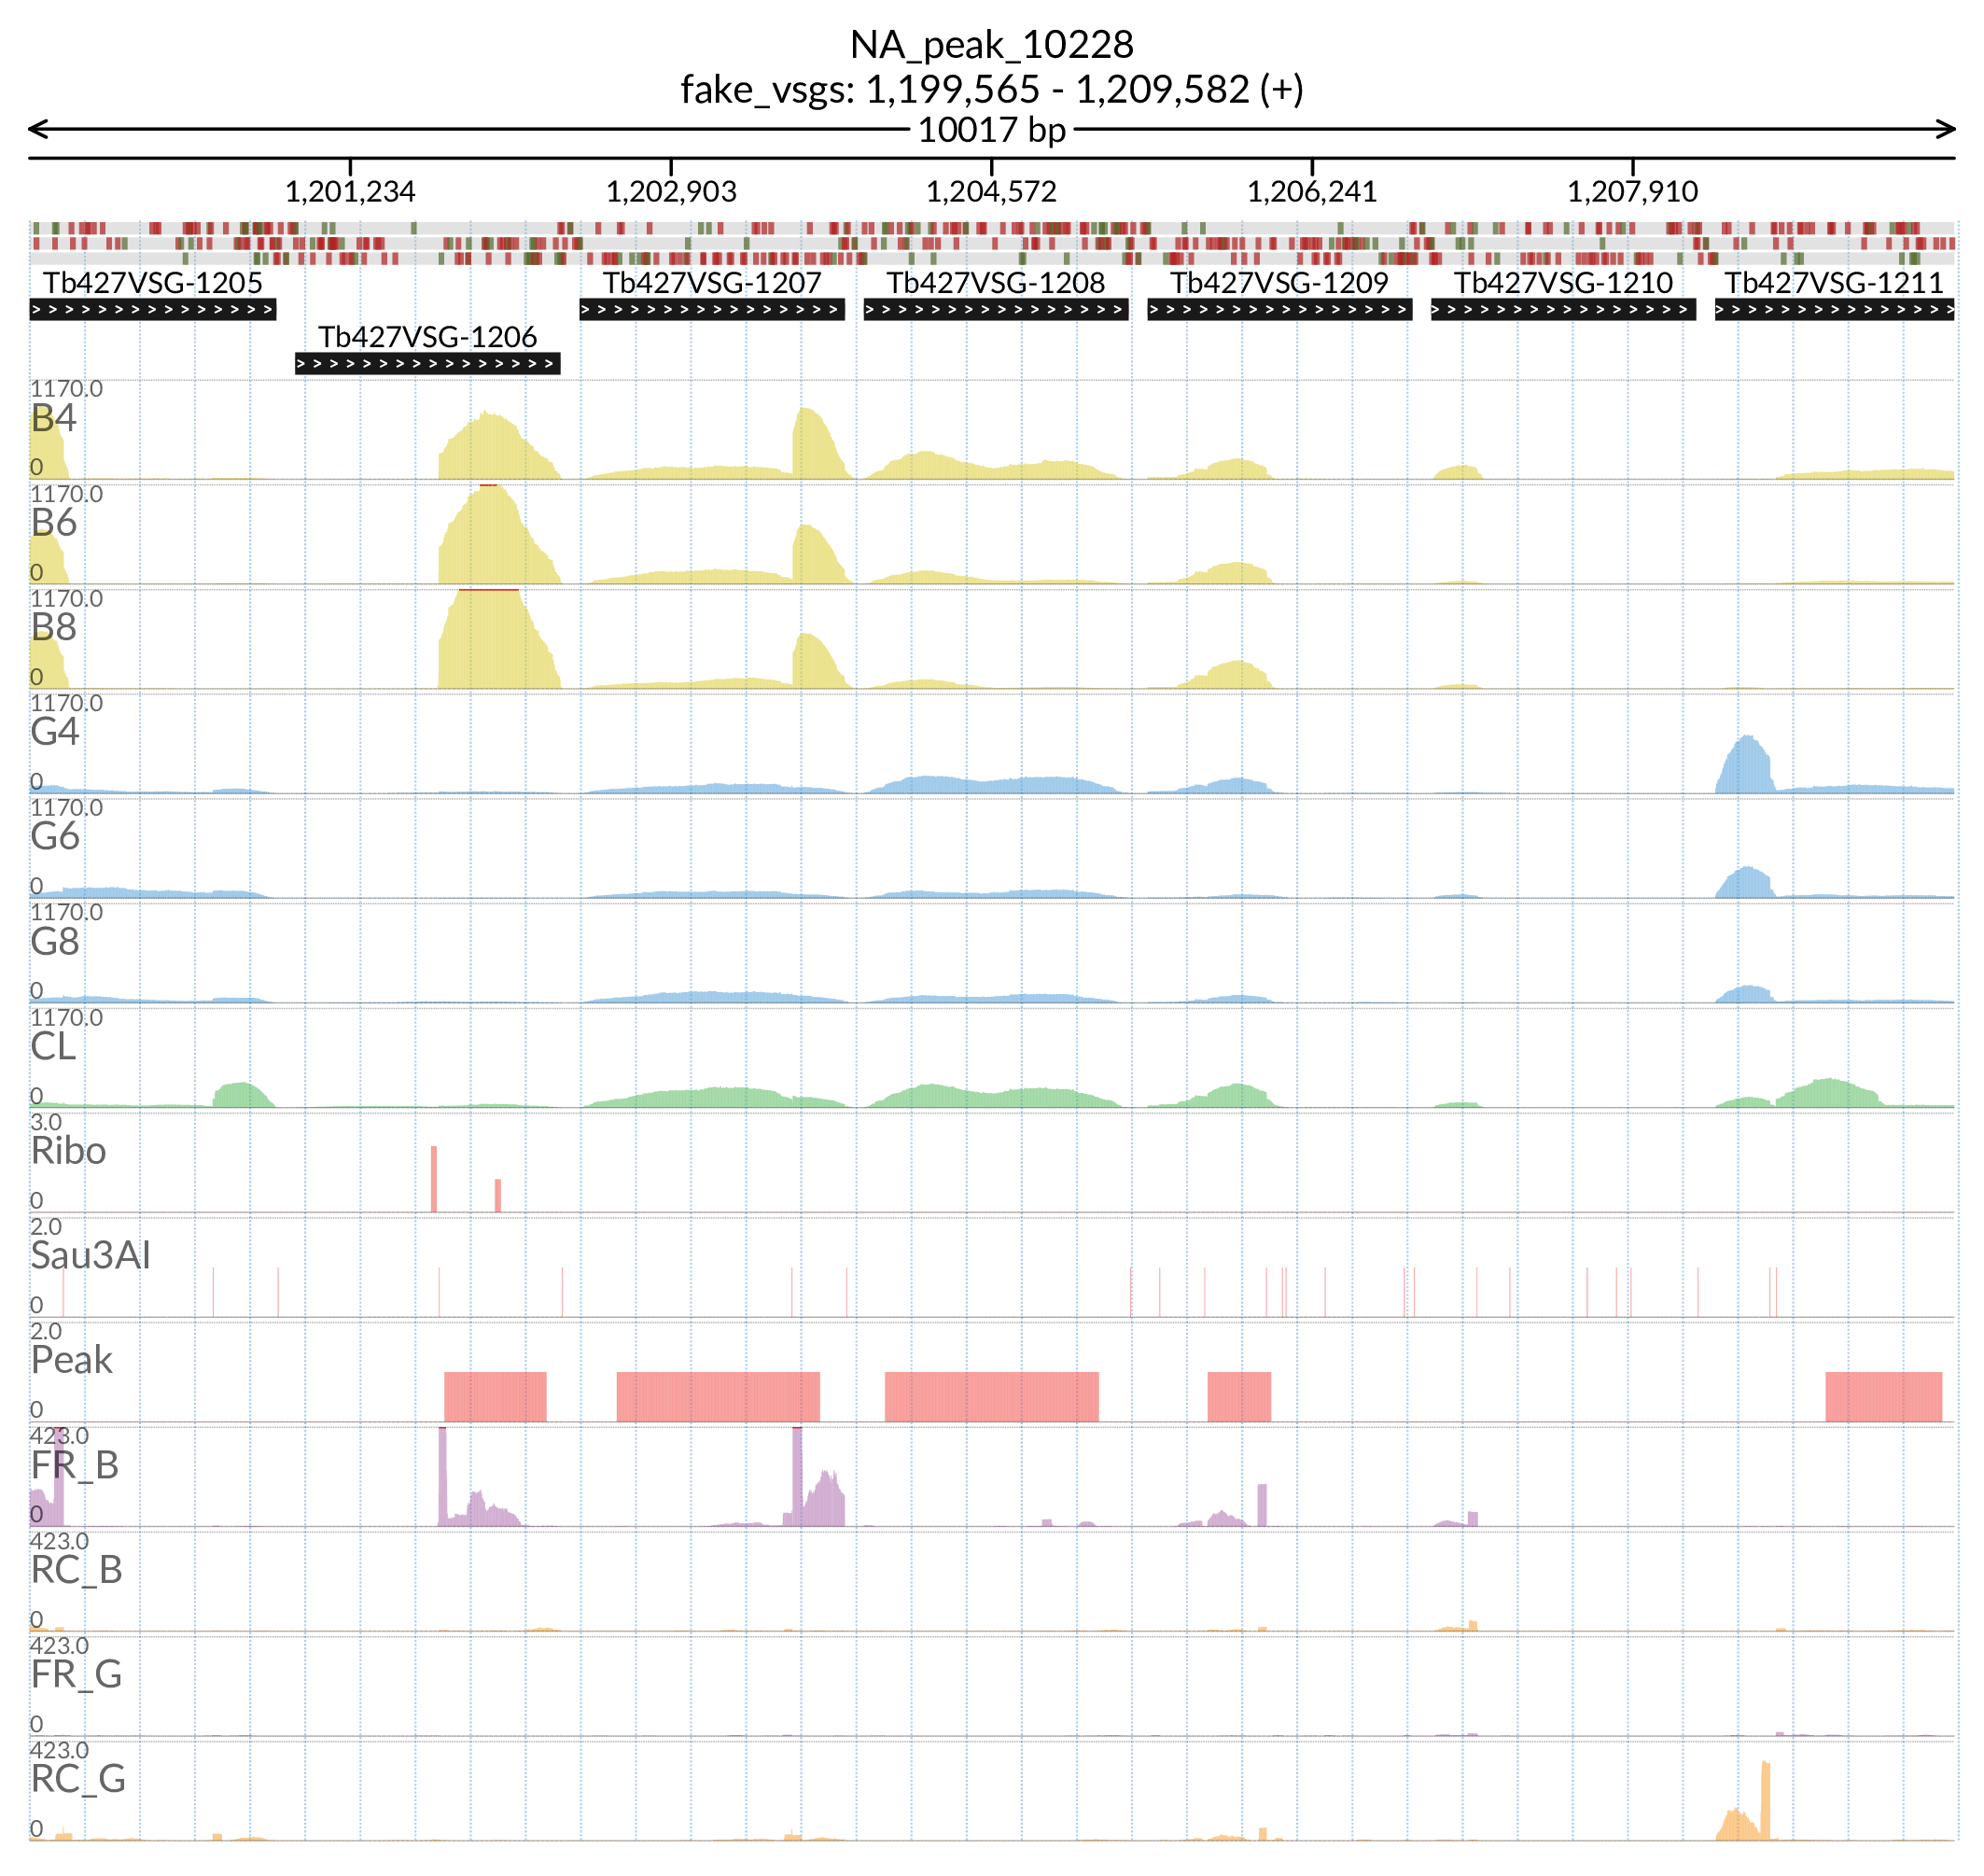 NA_peak_10228
fake_vsgs: 1,199,565 - 1,209,582 (+)
10017 bp
1,201,234 1,202,903 1,204,572 1,206,241 1,207,910
Tb427VSG-1205 Tb427VSG-1207 Tb427VSG-1208 Tb427VSG-1209 Tb427VSG-1210 Tb427VSG-1211
Tb427VSG-1206
1170.0
B4
0
1170.0
B6
0
1170.0
B8
0
1170.0
G4
0
1170.0
G6
0
1170.0
G8
0
1170.0
CL
0
3.0
Ribo
0
2.0
Sau3AI
0
2.0
Peak
0
423.0
FR_B
0
423.0
RC_B
0
423.0
FR_G
0
423.0
RC_G
0